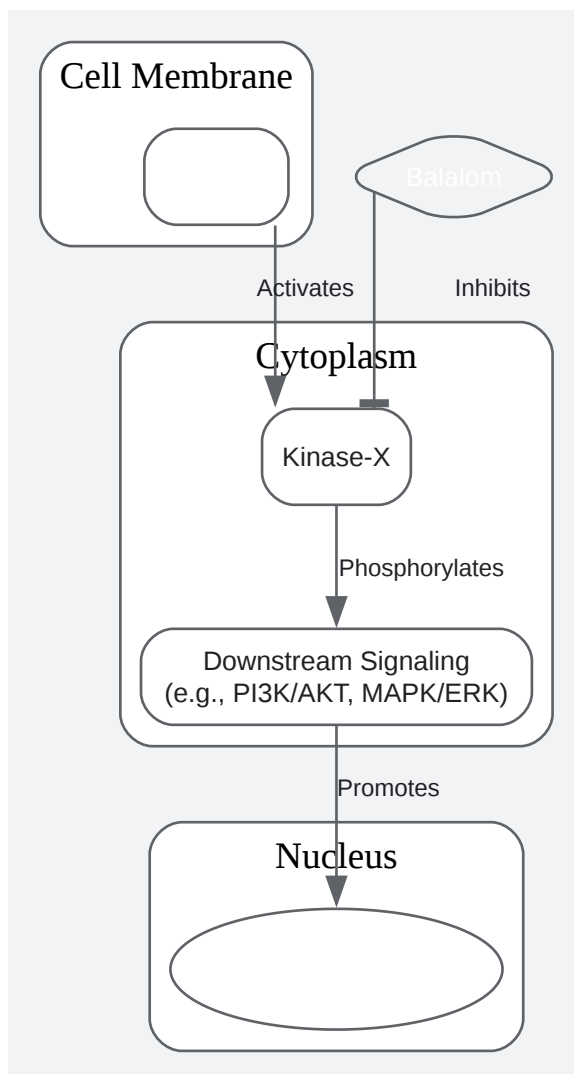 Cell Membrane
Balalom
Activates
Inhibits
Cytoplasm
Kinase-X
Phosphorylates
Downstream Signaling
(e.g., PI3K/AKT, MAPK/ERK)
Promotes
Nucleus